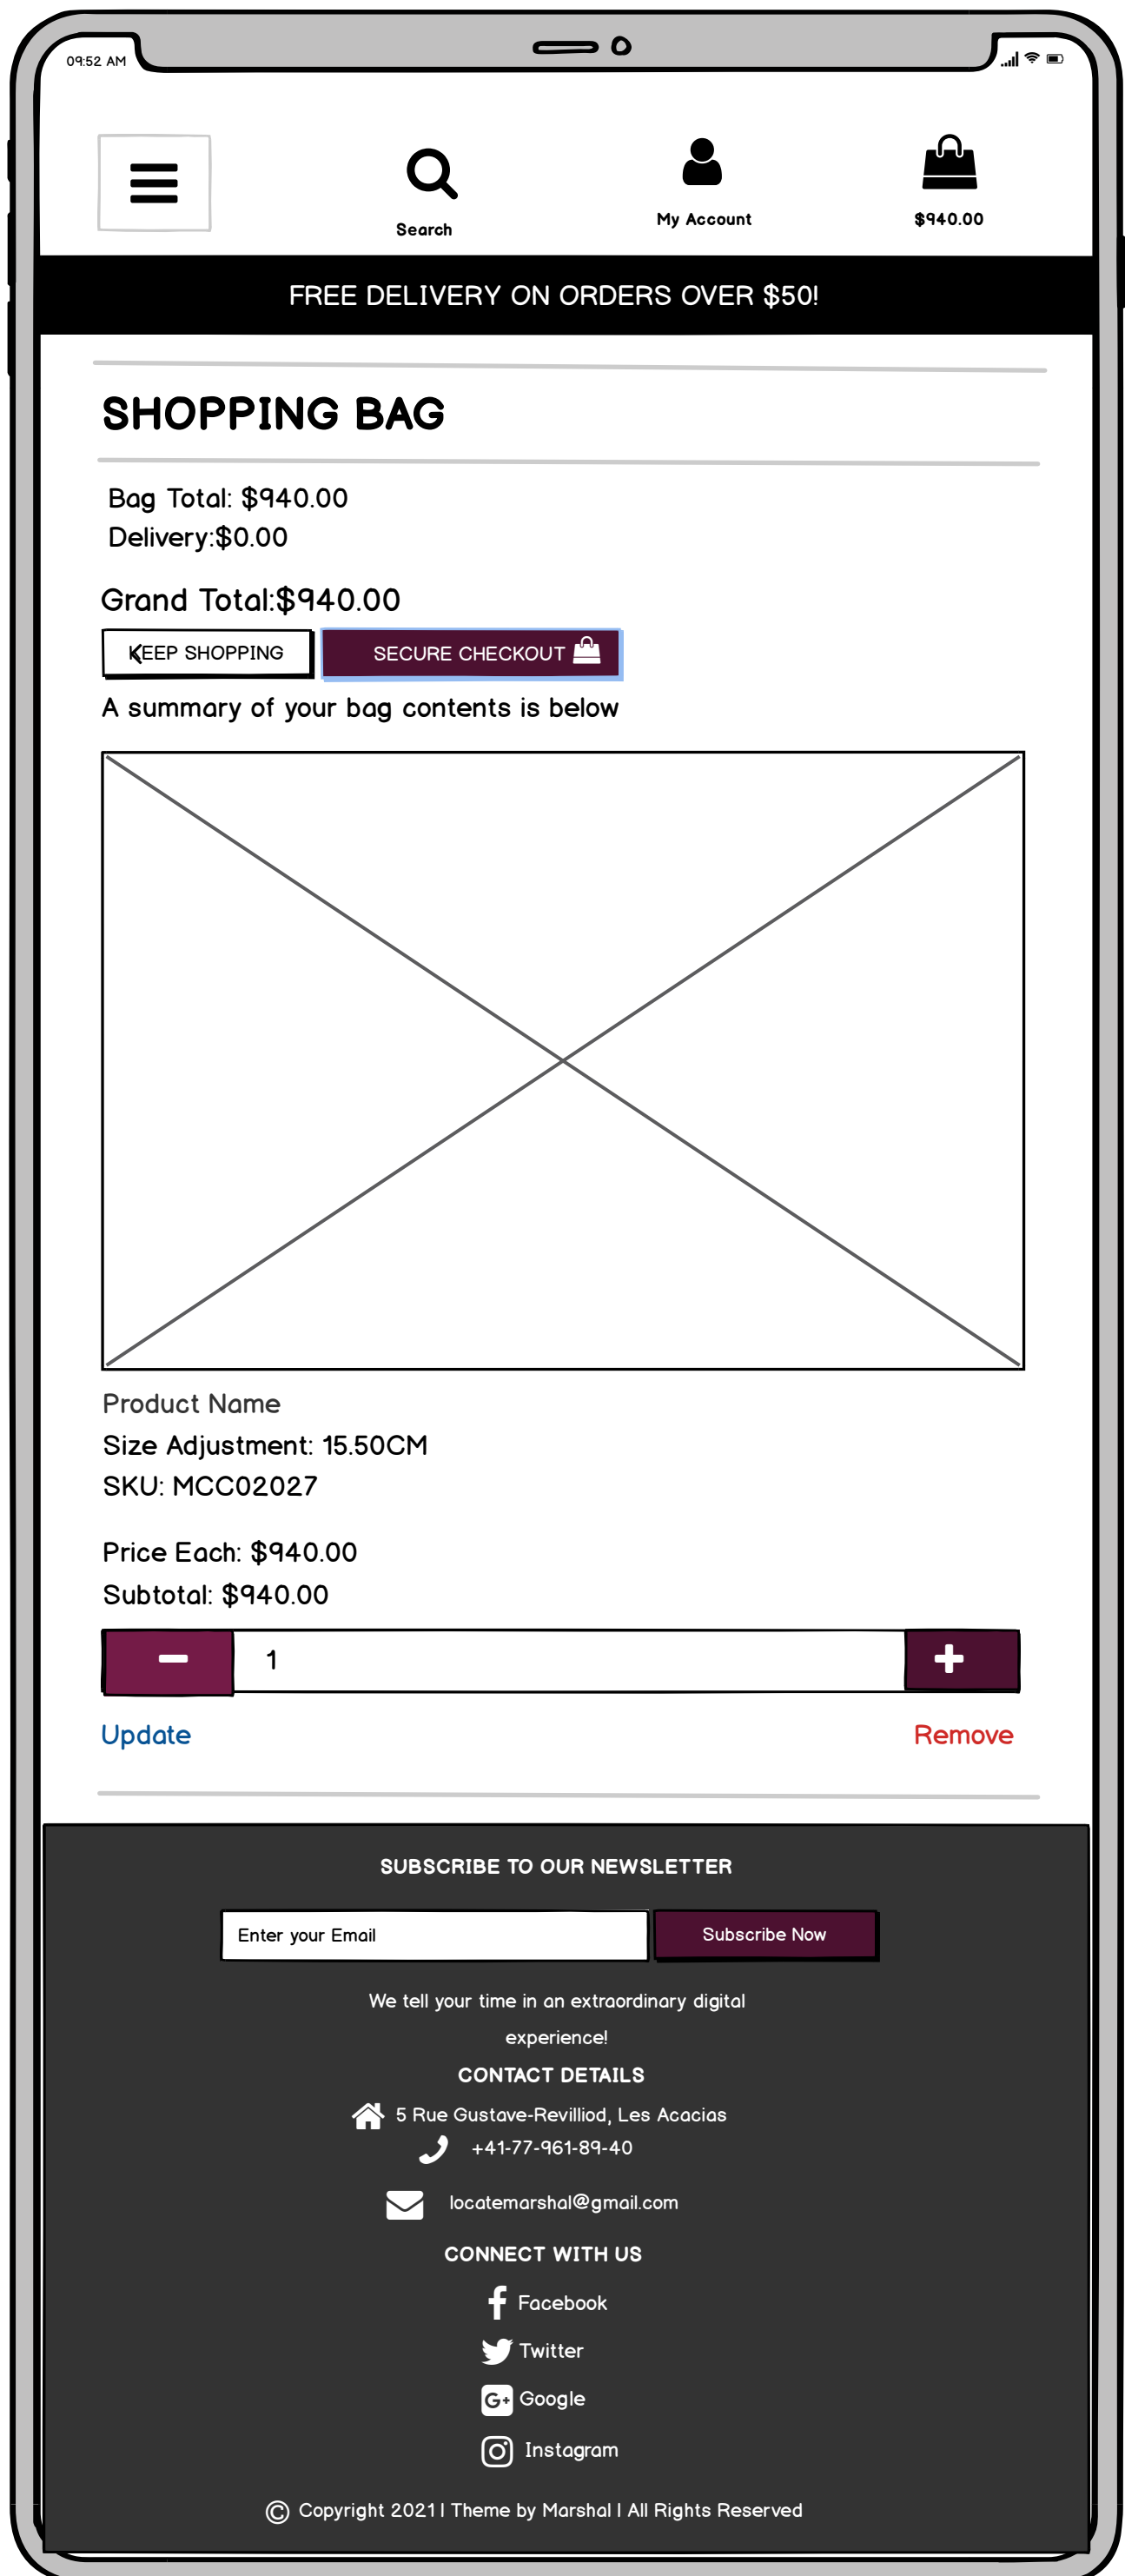 09:52 AM
Search
My Account
$940.00
FREE DELIVERY ON ORDERS OVER $50!
SHOPPING BAG
Bag Total: $940.00
Delivery:$0.00
Grand Total:$940.00
KEEP SHOPPING
SECURE CHECKOUT
A summary of your bag contents is below
Product Name
Size Adjustment: 15.50CM
SKU: MCC02027
Price Each: $940.00
Subtotal: $940.00
1
Update
Remove
SUBSCRIBE TO OUR NEWSLETTER
Enter your Email
Subscribe Now
We tell your time in an extraordinary digital
experience!
CONTACT DETAILS
5 Rue Gustave-Revilliod, Les Acacias
+41-77-961-89-40
locatemarshal@gmail.com
CONNECT WITH US
Facebook
Twitter
G+ Google
Instagram
© Copyright 2021 | Theme by Marshal | All Rights Reserved